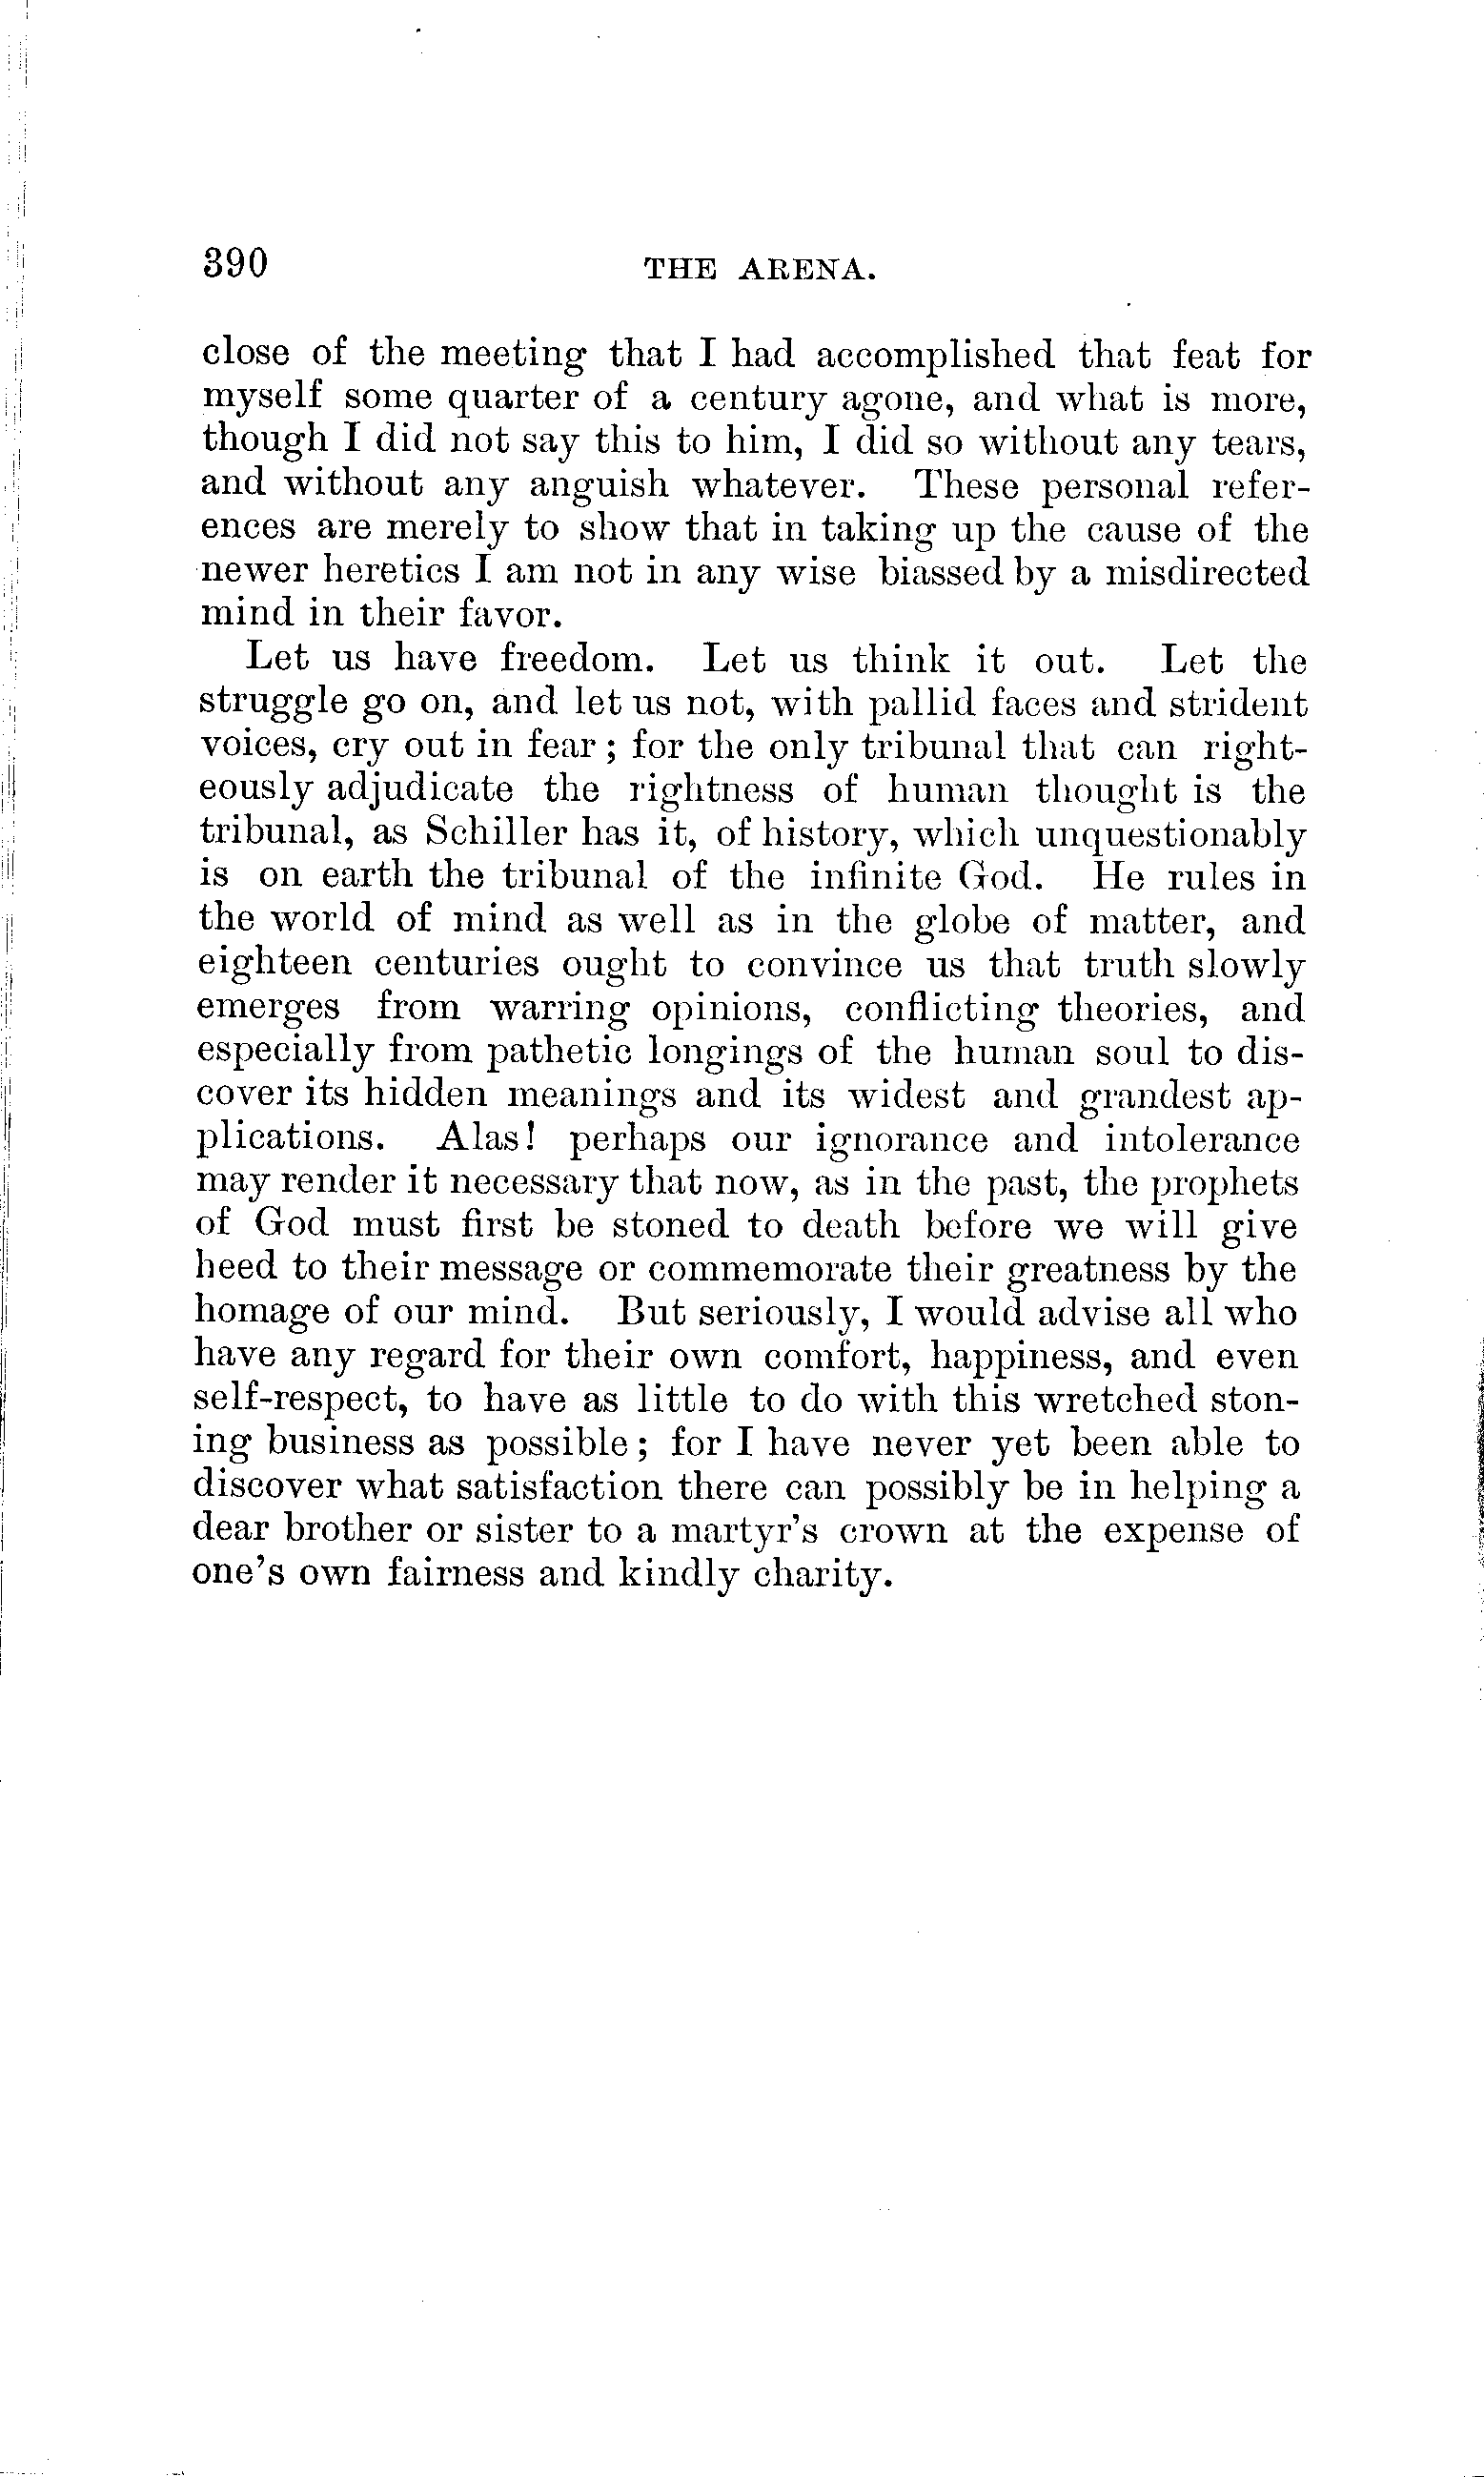 390 THE ARENA.
close of the meeting that I had accomplished that feat for
myself some quarter of a century agone, and what is more,
though I did not say this to him, I did so without any tears,
and without any anguish whatever. These personal refer-
ences are merely to show that in taking up the cause of the
newer heretics I am not in any wise biassed by a misdirected
mind in their favor.
Let us have freedom. Let us think it out. Let the
struggle go on, and let us not, with pallid faces and strident
voices, cry out in fear; for the only tribunal that can right-
eously adjudicate the rightness of human thought is the
tribunal, as Schiller has it, of history, which unquestionably
is on earth the tribunal of the infinite God. He rules in
the world of mind as well as in the globe of matter, and
eighteen centuries ought to convince us that truth slowly
emerges from warring opinions, conflicting theories, and
especially from pathetic longings of the human soul to dis-
cover its hidden meanings and its widest and grandest ap-
plications. Alas! perhaps our ignorance and intolerance
may render it necessary that now, as in the past, the prophets
of God must first be stoned to death before we will give
heed to their message or commemorate their greatness by the
homage of our mind. But seriously, I would advise all who
have any regard for their own comfort, happiness, and even
self-respect, to have as little to do with this wretched ston-
ing business as possible; for I have never yet been able to
discover what satisfaction there can possibly be in helping a
dear brother or sister to a martyr's crown at the expense of
one's own fairness and kindly charity.